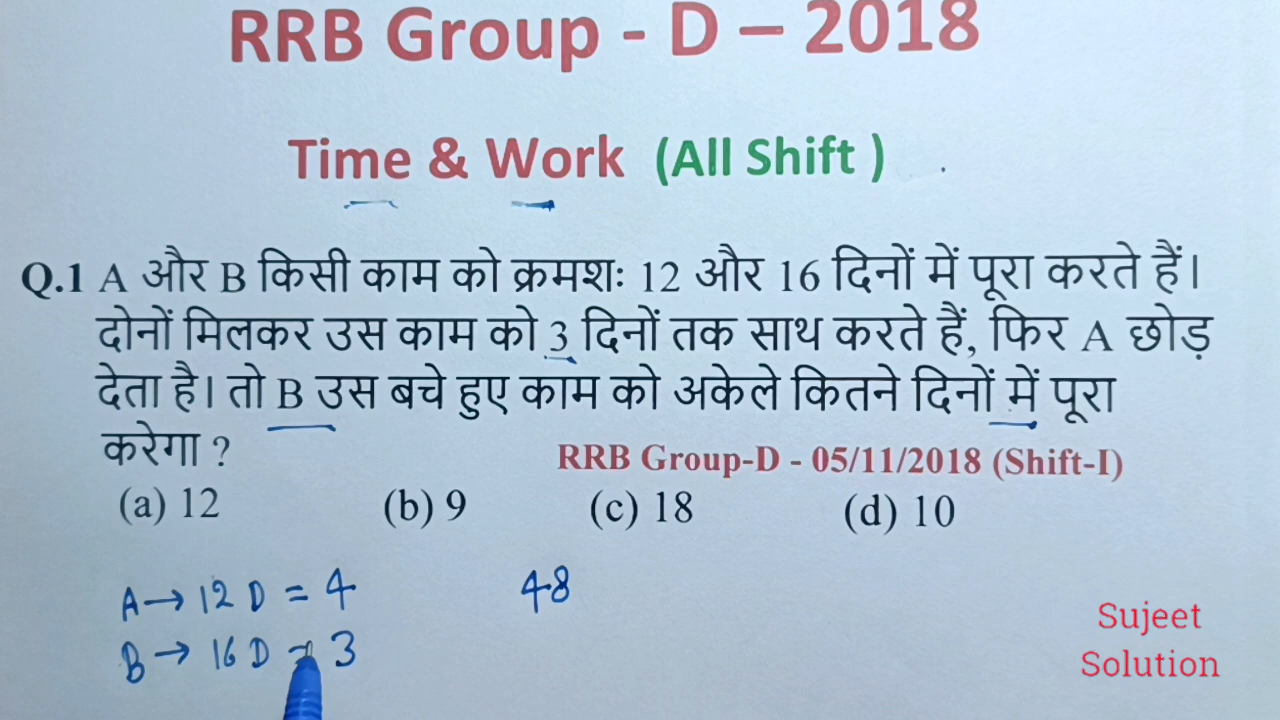 RRB Group - D – 2018
Time & Work (All Shift )
Q.1 A और B किसी काम को क्रमशः 12 और 16 दिनों में पूरा करते हैं।
दोनों मिलकर उस काम को 3 दिनों तक साथ करते हैं, फिर A छोड़
देता है। तो B उस बचे हुए काम को अकेले कितने दिनों में पूरा
करेगा ?
RRB Group-D - 05/11/2018 (Shift-I)
(a) 12 (b) 9 (c) 18 (d) 10
A → 12 D = 4 48
B → 16 D = 3
Sujeet
Solution